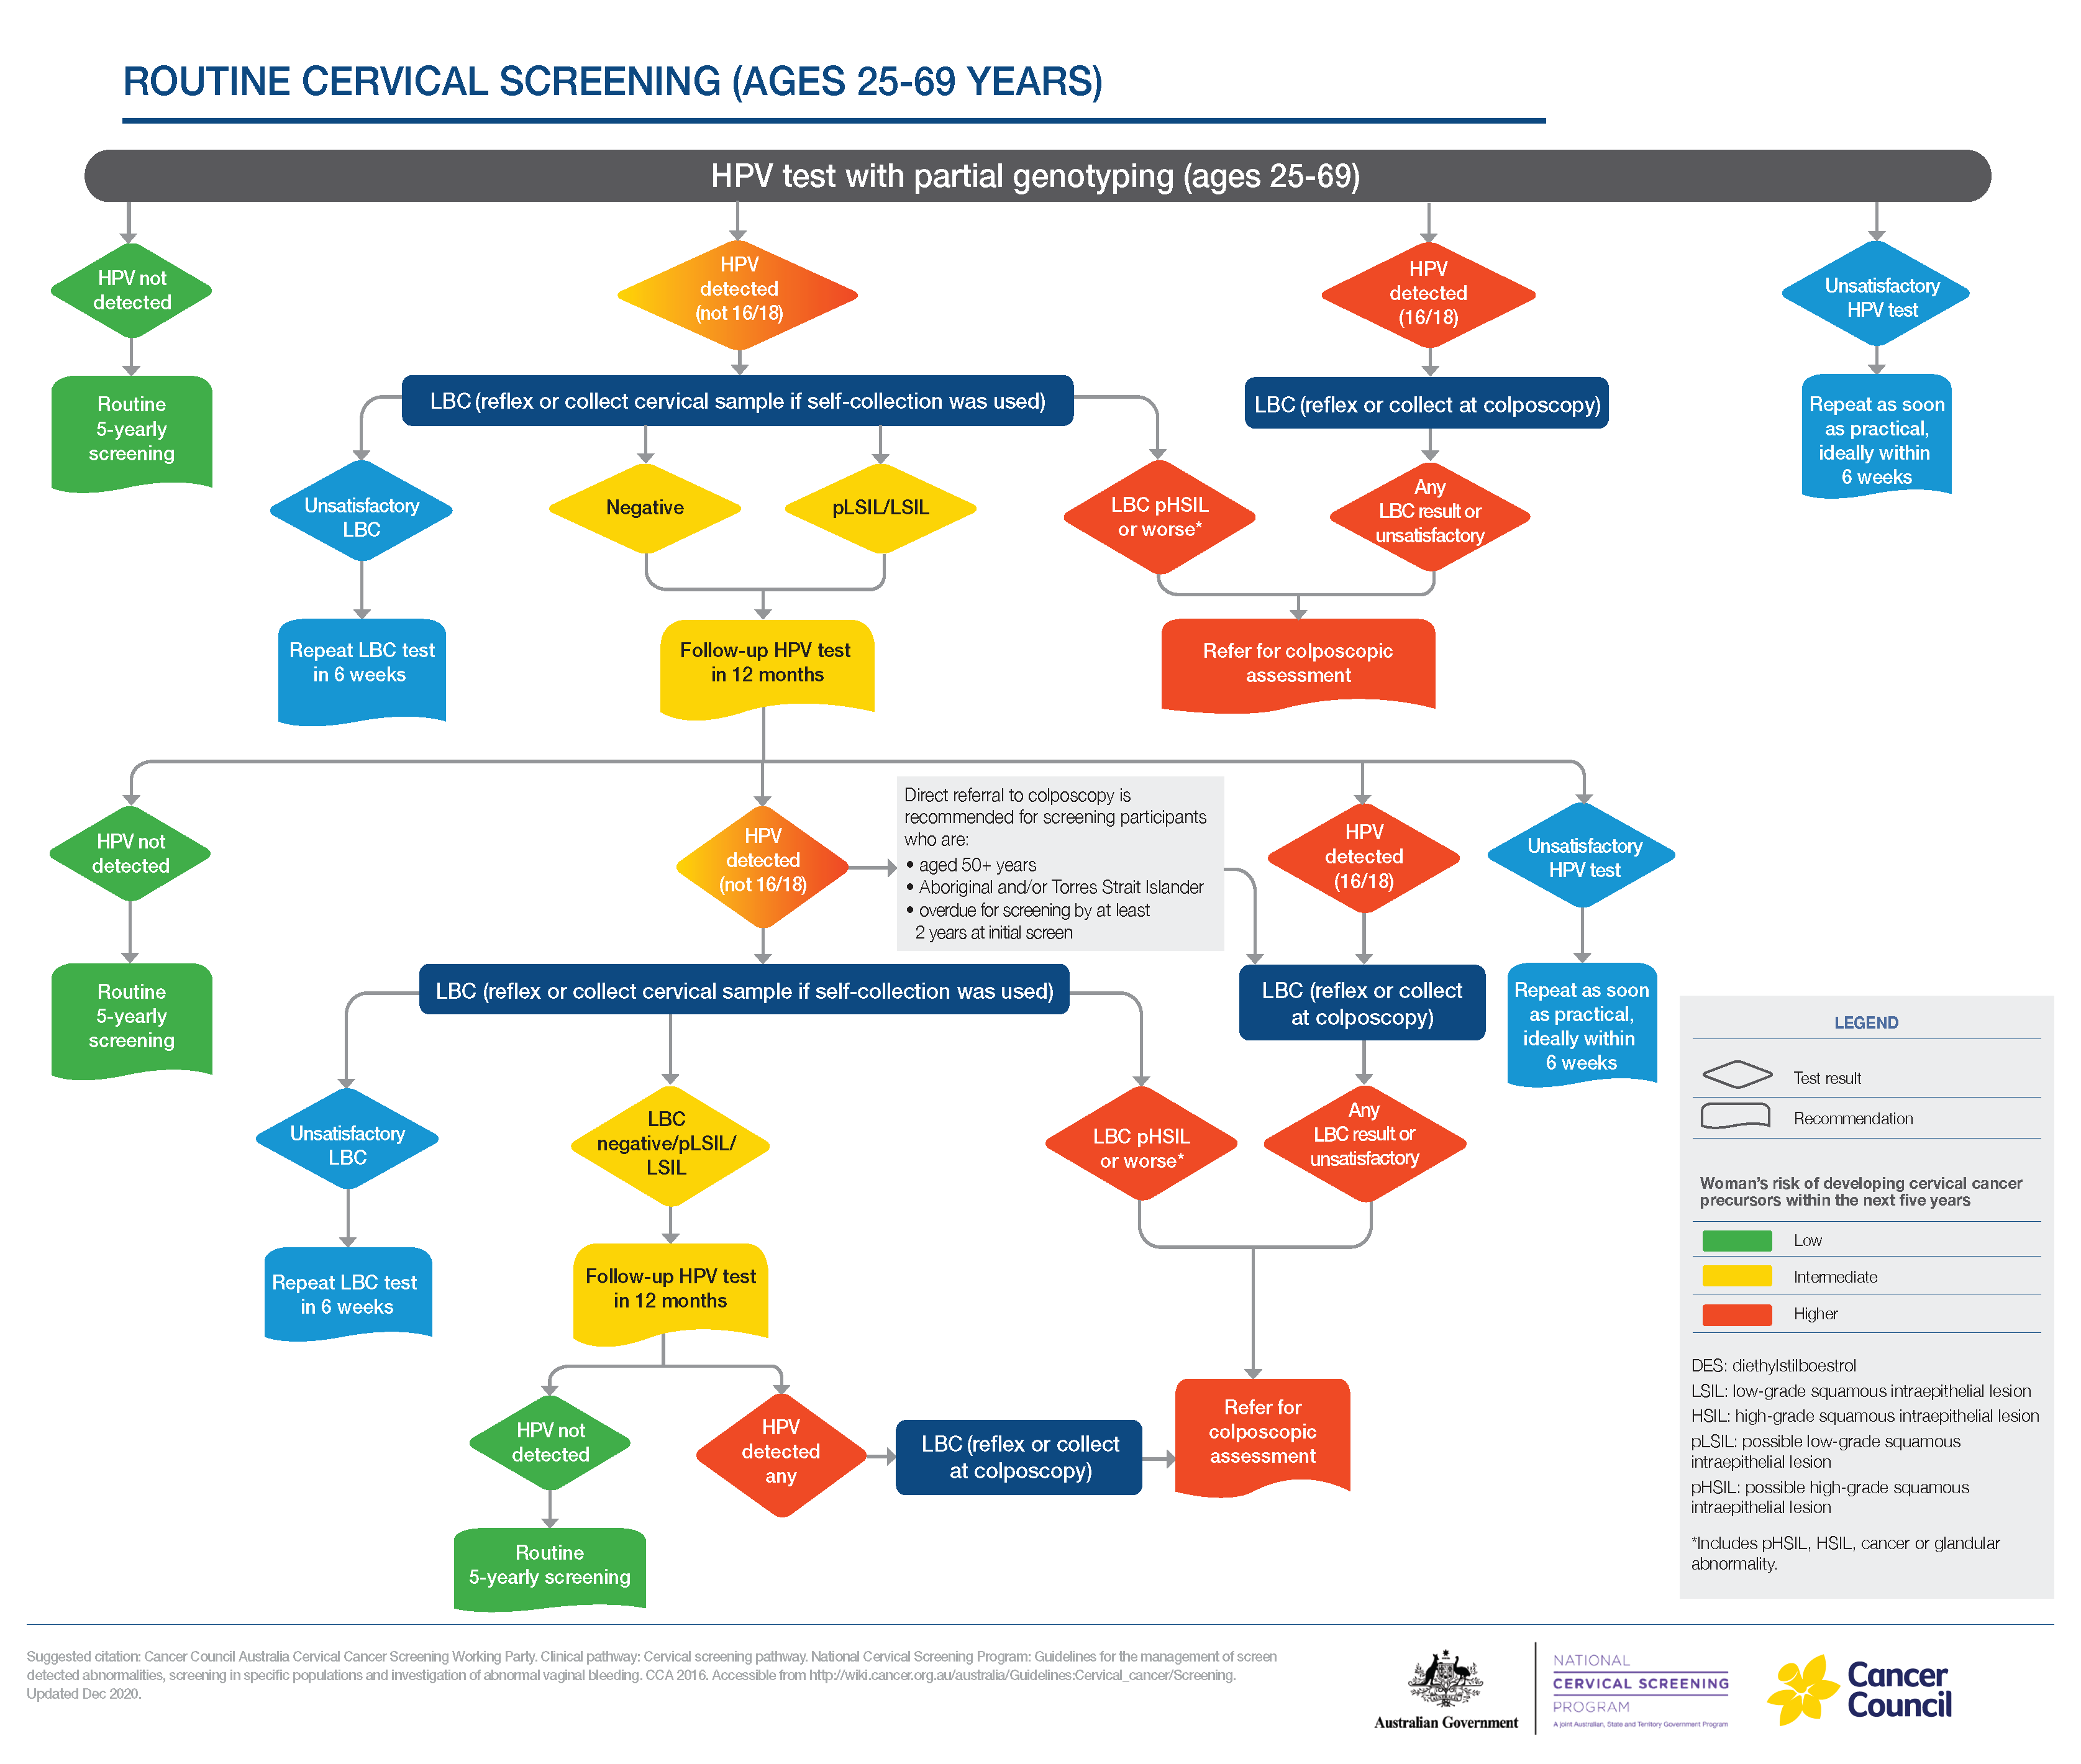 ROUTINE CERVICAL SCREENING (AGES 25-69 YEARS)
HPV test with partial genotyping (ages 25-69)
HPV not
detected
HPV
detected
(not 16/18)
HPV
detected
(16/18)
Unsatisfactory
HPV test
Routine
5-yearly
screening
LBC (reflex or collect cervical sample if self-collection was used)
LBC (reflex or collect at colposcopy)
Repeat as soon
as practical,
ideally within
6 weeks
Unsatisfactory
LBC
Negative
pLSIL/LSIL
LBC pHSIL
or worse*
Any
LBC result or
unsatisfactory
Repeat LBC test
in 6 weeks
Follow-up HPV test
in 12 months
Refer for colposcopic
assessment
HPV not
detected
HPV
detected
(not 16/18)
Direct referral to colposcopy is
recommended for screening participants
who are:
• aged 50+ years
• Aboriginal and/or Torres Strait Islander
• overdue for screening by at least
2 years at initial screen
HPV
detected
(16/18)
Unsatisfactory
HPV test
Routine
5-yearly
screening
LBC (reflex or collect cervical sample if self-collection was used)
LBC (reflex or collect
at colposcopy)
Repeat as soon
as practical,
ideally within
6 weeks
Unsatisfactory
LBC
LBC
negative/pLSIL/
LSIL
LBC pHSIL
or worse*
Any
LBC result or
unsatisfactory
Repeat LBC test
in 6 weeks
Follow-up HPV test
in 12 months
HPV not
detected
HPV
detected
any
LBC (reflex or collect
at colposcopy)
Refer for
colposcopic
assessment
Routine
5-yearly screening
LEGEND
Test result
Recommendation
Woman's risk of developing cervical cancer
precursors within the next five years
Low
Intermediate
Higher
DES: diethylstilboestrol
LSIL: low-grade squamous intraepithelial lesion
HSIL: high-grade squamous intraepithelial lesion
pLSIL: possible low-grade squamous
intraepithelial lesion
pHSIL: possible high-grade squamous
intraepithelial lesion
*Includes pHSIL, HSIL, cancer or glandular
abnormality.
Suggested citation: Cancer Council Australia Cervical Cancer Screening Working Party. Clinical pathway: Cervical screening pathway. National Cervical Screening Program: Guidelines for the management of screen
detected abnormalities, screening in specific populations and investigation of abnormal vaginal bleeding. CCA 2016. Accessible from http://wiki.cancer.org.au/australia/Guidelines:Cervical_cancer/Screening.
Updated Dec 2020.
Australian Government
NATIONAL
CERVICAL SCREENING
PROGRAM
A joint Australian, State and Territory Government Program
Cancer
Council